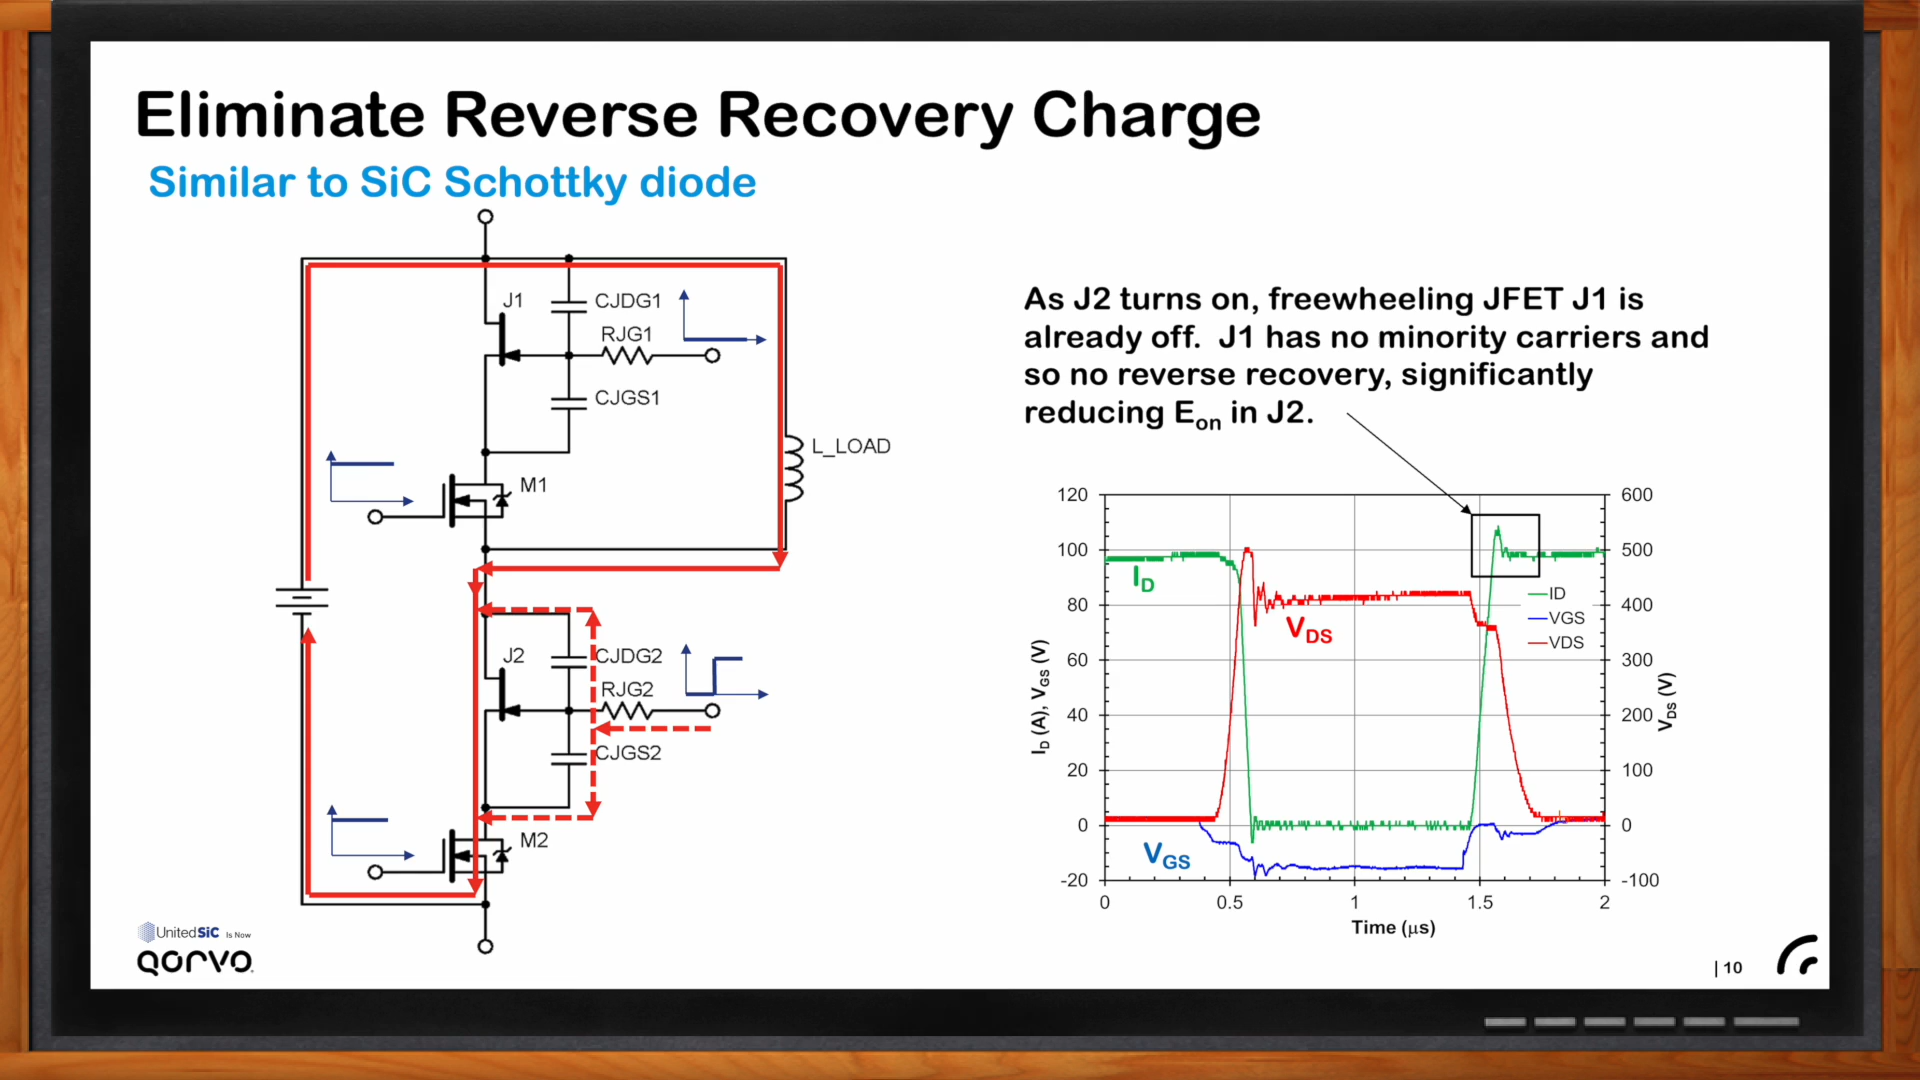 Eliminate Reverse Recovery Charge
Similar to SiC Schottky diode
J1
CJDG1
RJG1
CJGS1
L_LOAD
M1
J2
CJDG2
RJG2
CJGS2
M2
As J2 turns on, freewheeling JFET J1 is
already off. J1 has no minority carriers and
so no reverse recovery, significantly
reducing Eon in J2.
120
100
80
60
40
20
0
-20
600
500
400
300
200
100
0
-100
ID (A), VGS (V)
VDS (V)
ID
VDS
VGS
ID
VGS
VDS
0
0.5
1
1.5
2
Time (μs)
UnitedSiC Is Now
QORVO
| 10